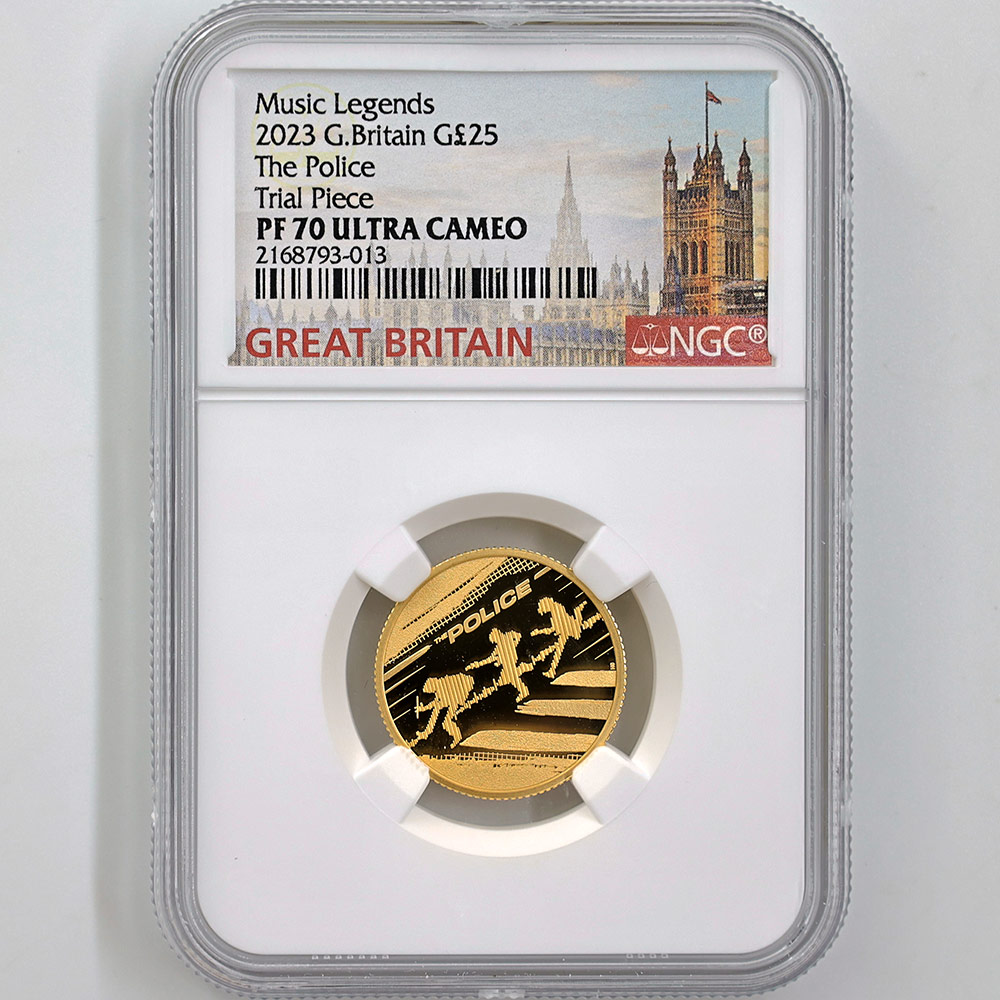 Music Legends
2023 G.Britain G£25
The Police
Trial Piece
PF 70 ULTRA CAMEO
2168793-013
GREAT BRITAIN
NGC®
THE POLICE